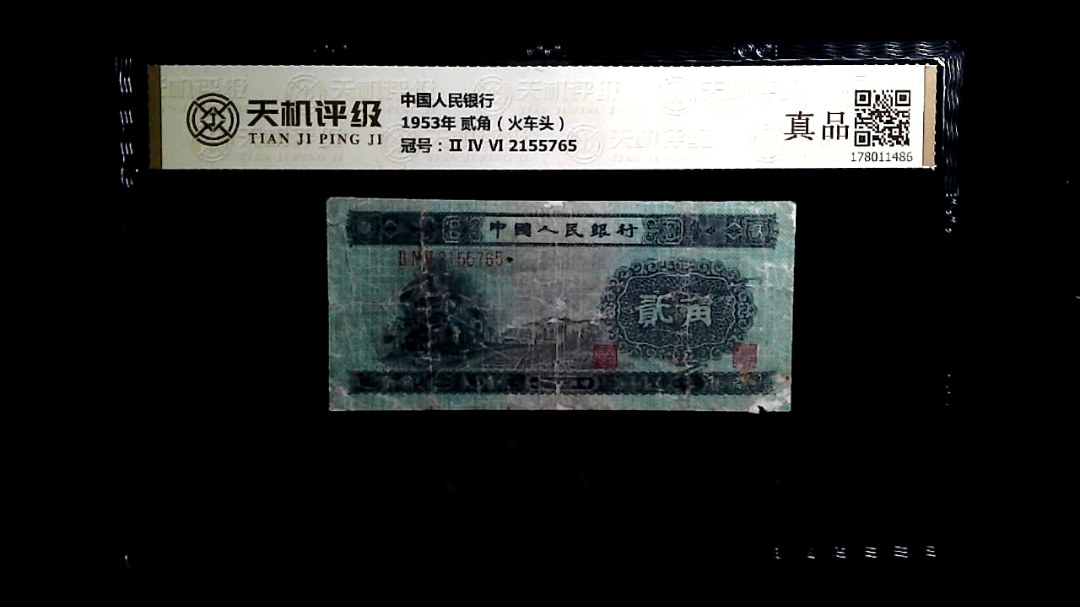 天机评级
TIAN JI PING JI
中国人民银行
1953年 贰角（火车头）
冠号：Ⅱ Ⅳ Ⅵ 2155765
真品
178011486
中國人民銀行
Ⅱ Ⅳ Ⅵ 2155765
貳角